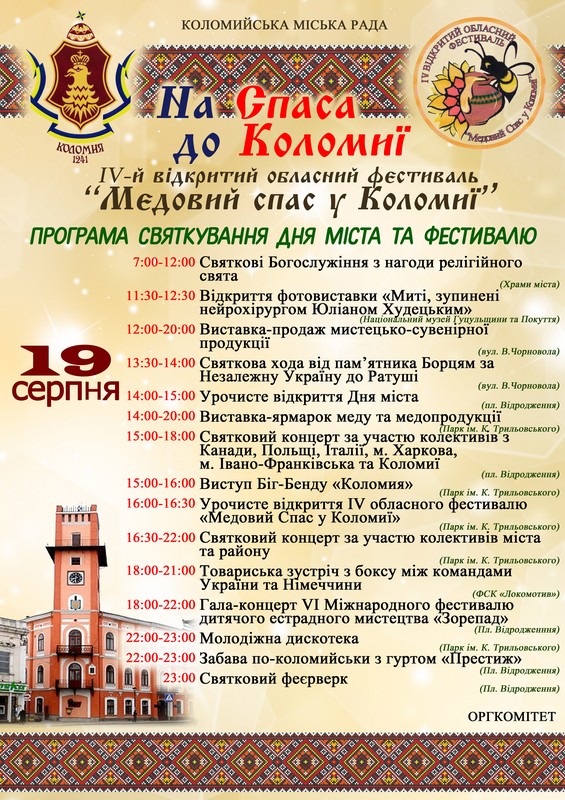 КОЛОМИЙСЬКА МІСЬКА РАДА
КОЛОМИЯ
1241
IV ВІДКРИТИЙ ОБЛАСНИЙ
ФЕСТИВАЛЬ
"Медовий Спас у Коломиї"
На Спаса
до Коломиї
IV-й відкритий обласний фестиваль
“Медовий спас у Коломиї”
ПРОГРАМА СВЯТКУВАННЯ ДНЯ МІСТА ТА ФЕСТИВАЛЮ
19
серпня
7:00-12:00 Святкові Богослужіння з нагоди релігійного
свята
(Храми міста)
11:30-12:30 Відкриття фотовиставки «Миті, зупинені
нейрохірургом Юліаном Худецьким»
(Національний музей Гуцульщини та Покуття)
12:00-20:00 Виставка-продаж мистецько-сувенірної
продукції
(вул. В.Чорновола)
13:30-14:00 Святкова хода від пам’ятника Борцям за
Незалежну Україну до Ратуші
(вул. В.Чорновола)
14:00-15:00 Урочисте відкриття Дня міста
(пл. Відродження)
14:00-20:00 Виставка-ярмарок меду та медопродукції
(Парк ім. К. Трильовського)
15:00-18:00 Святковий концерт за участю колективів з
Канади, Польщі, Італії, м. Харкова,
м. Івано-Франківська та Коломиї
(пл. Відродження)
15:00-16:00 Виступ Біг-Бенду «Коломия»
(Парк ім. К. Трильовського)
16:00-16:30 Урочисте відкриття IV обласного фестивалю
«Медовий Спас у Коломиї»
(Парк ім. К. Трильовського)
16:30-22:00 Святковий концерт за участю колективів міста
та району
(Парк ім. К. Трильовського)
18:00-21:00 Товариська зустріч з боксу між командами
України та Німеччини
(ФСК «Локомотив»)
18:00-22:00 Гала-концерт VI Міжнародного фестивалю
дитячого естрадного мистецтва «Зорепад»
(Пл. Відродженння)
22:00-23:00 Молодіжна дискотека
(Парк ім. К. Трильовського)
22:00-23:00 Забава по-коломийськи з гуртом «Престиж»
(Пл. Відродження)
23:00 Святковий феєрверк
(Пл. Відродження)
ОРГКОМІТЕТ